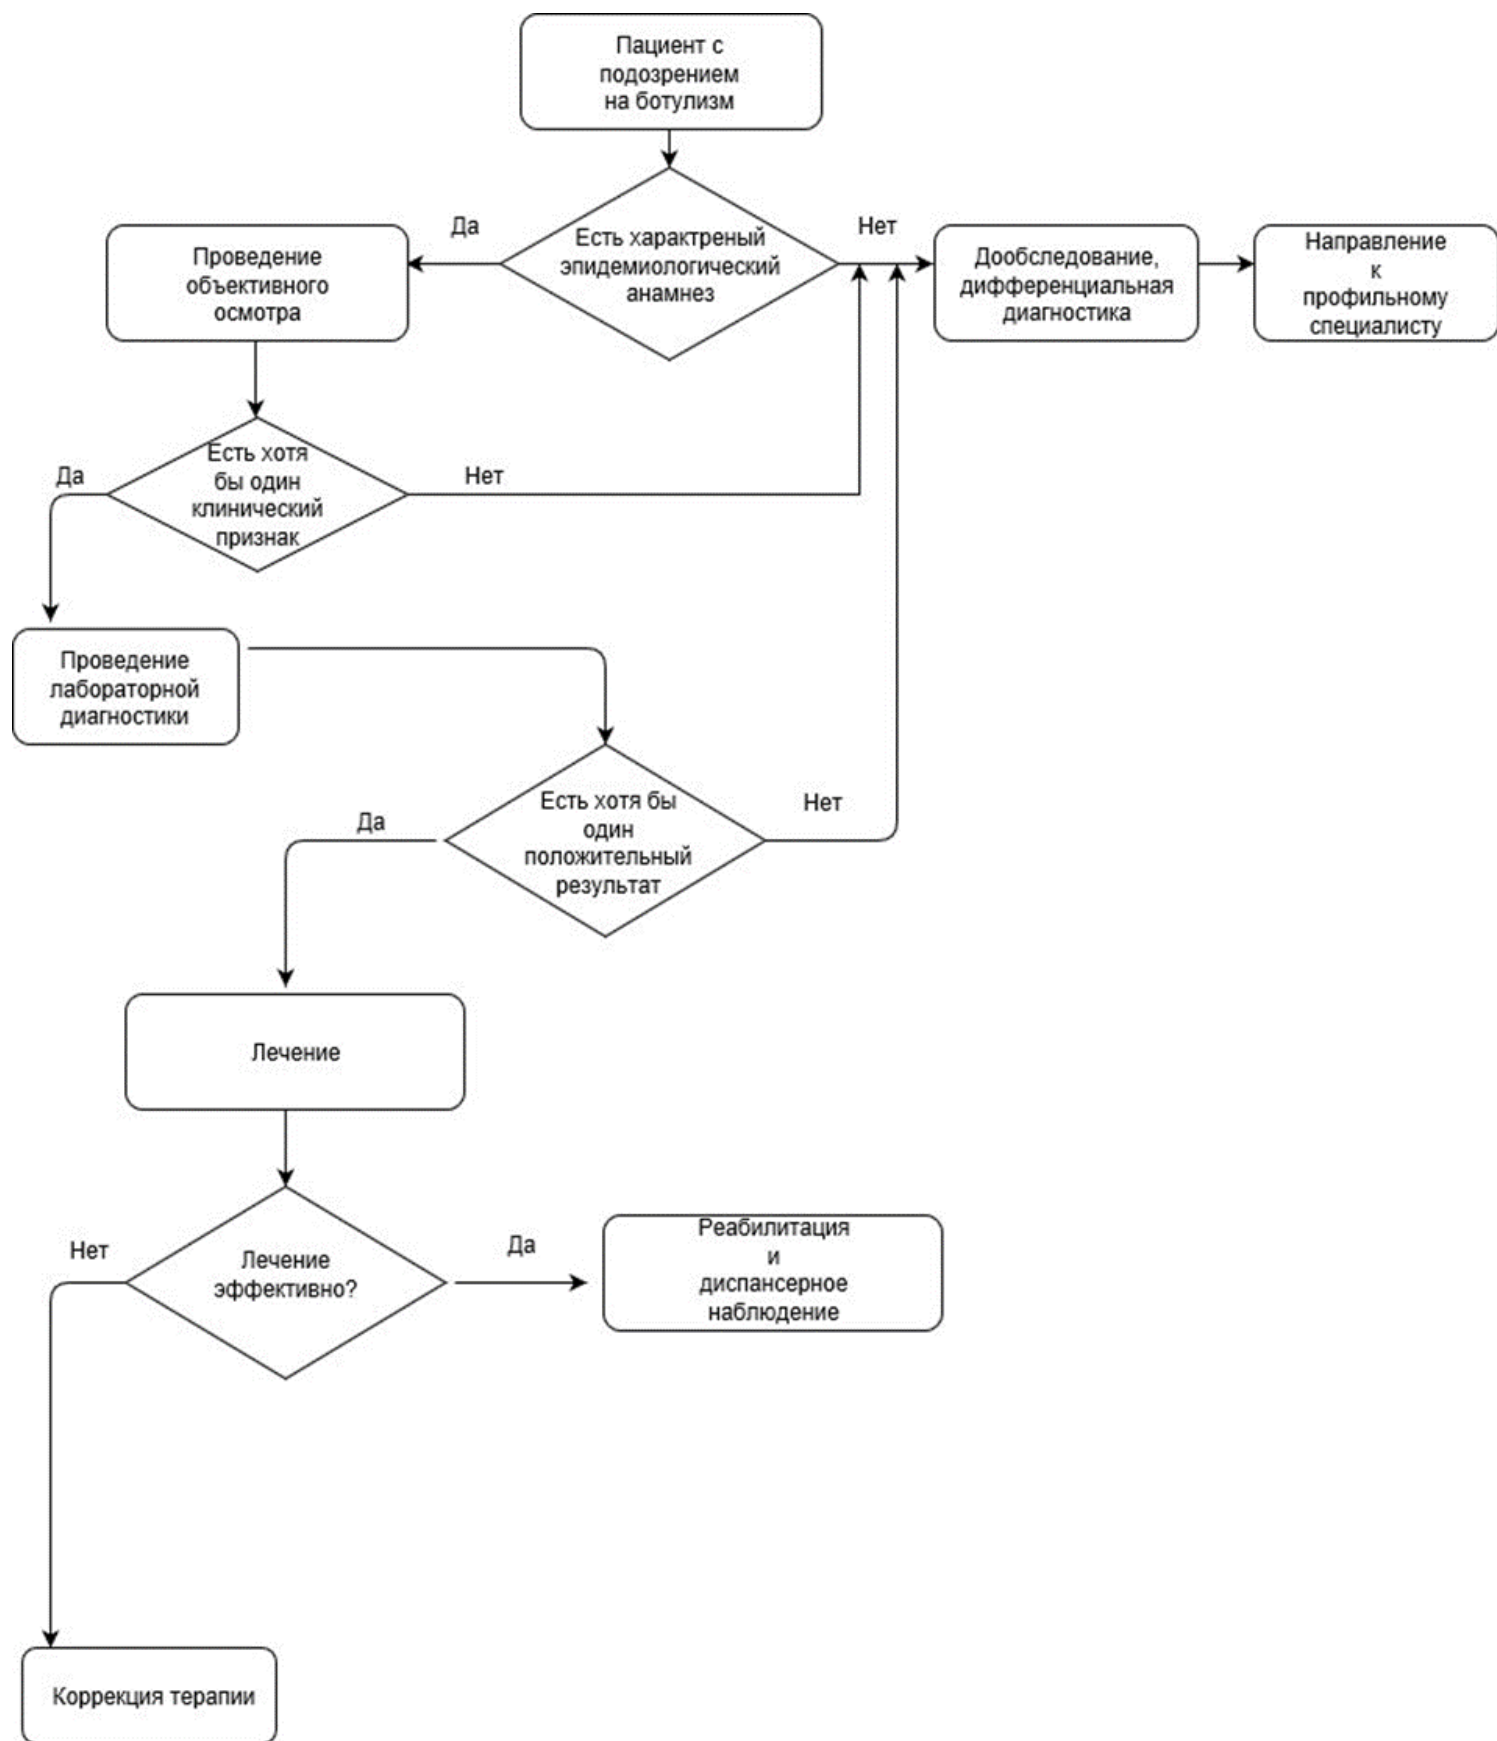 Пациент с
подозрением
на ботулизм
Да
Есть характреный
эпидемиологический
анамнез
Нет
Проведение
объективного
осмотра
Дообследование,
дифференциальная
диагностика
Направление
к
профильному
специалисту
Да
Есть хотя
бы один
клинический
признак
Нет
Проведение
лабораторной
диагностики
Да
Есть хотя бы
один
положительный
результат
Нет
Лечение
Нет
Лечение
эффективно?
Да
Реабилитация
и
диспансерное
наблюдение
Коррекция терапии